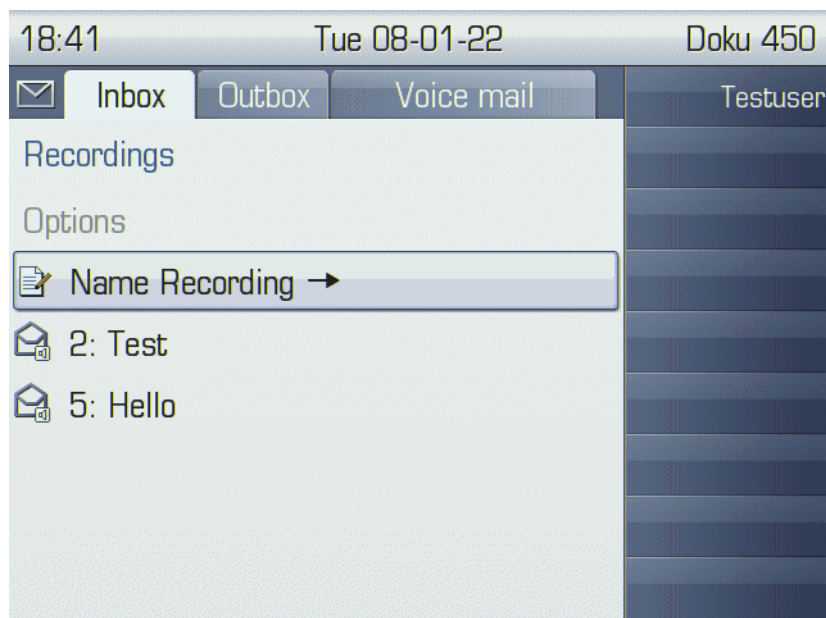 18:41 Tue 08-01-22 Doku 450
Inbox Outbox Voice mail Testuser
Recordings
Options
Name Recording →
2: Test
5: Hello